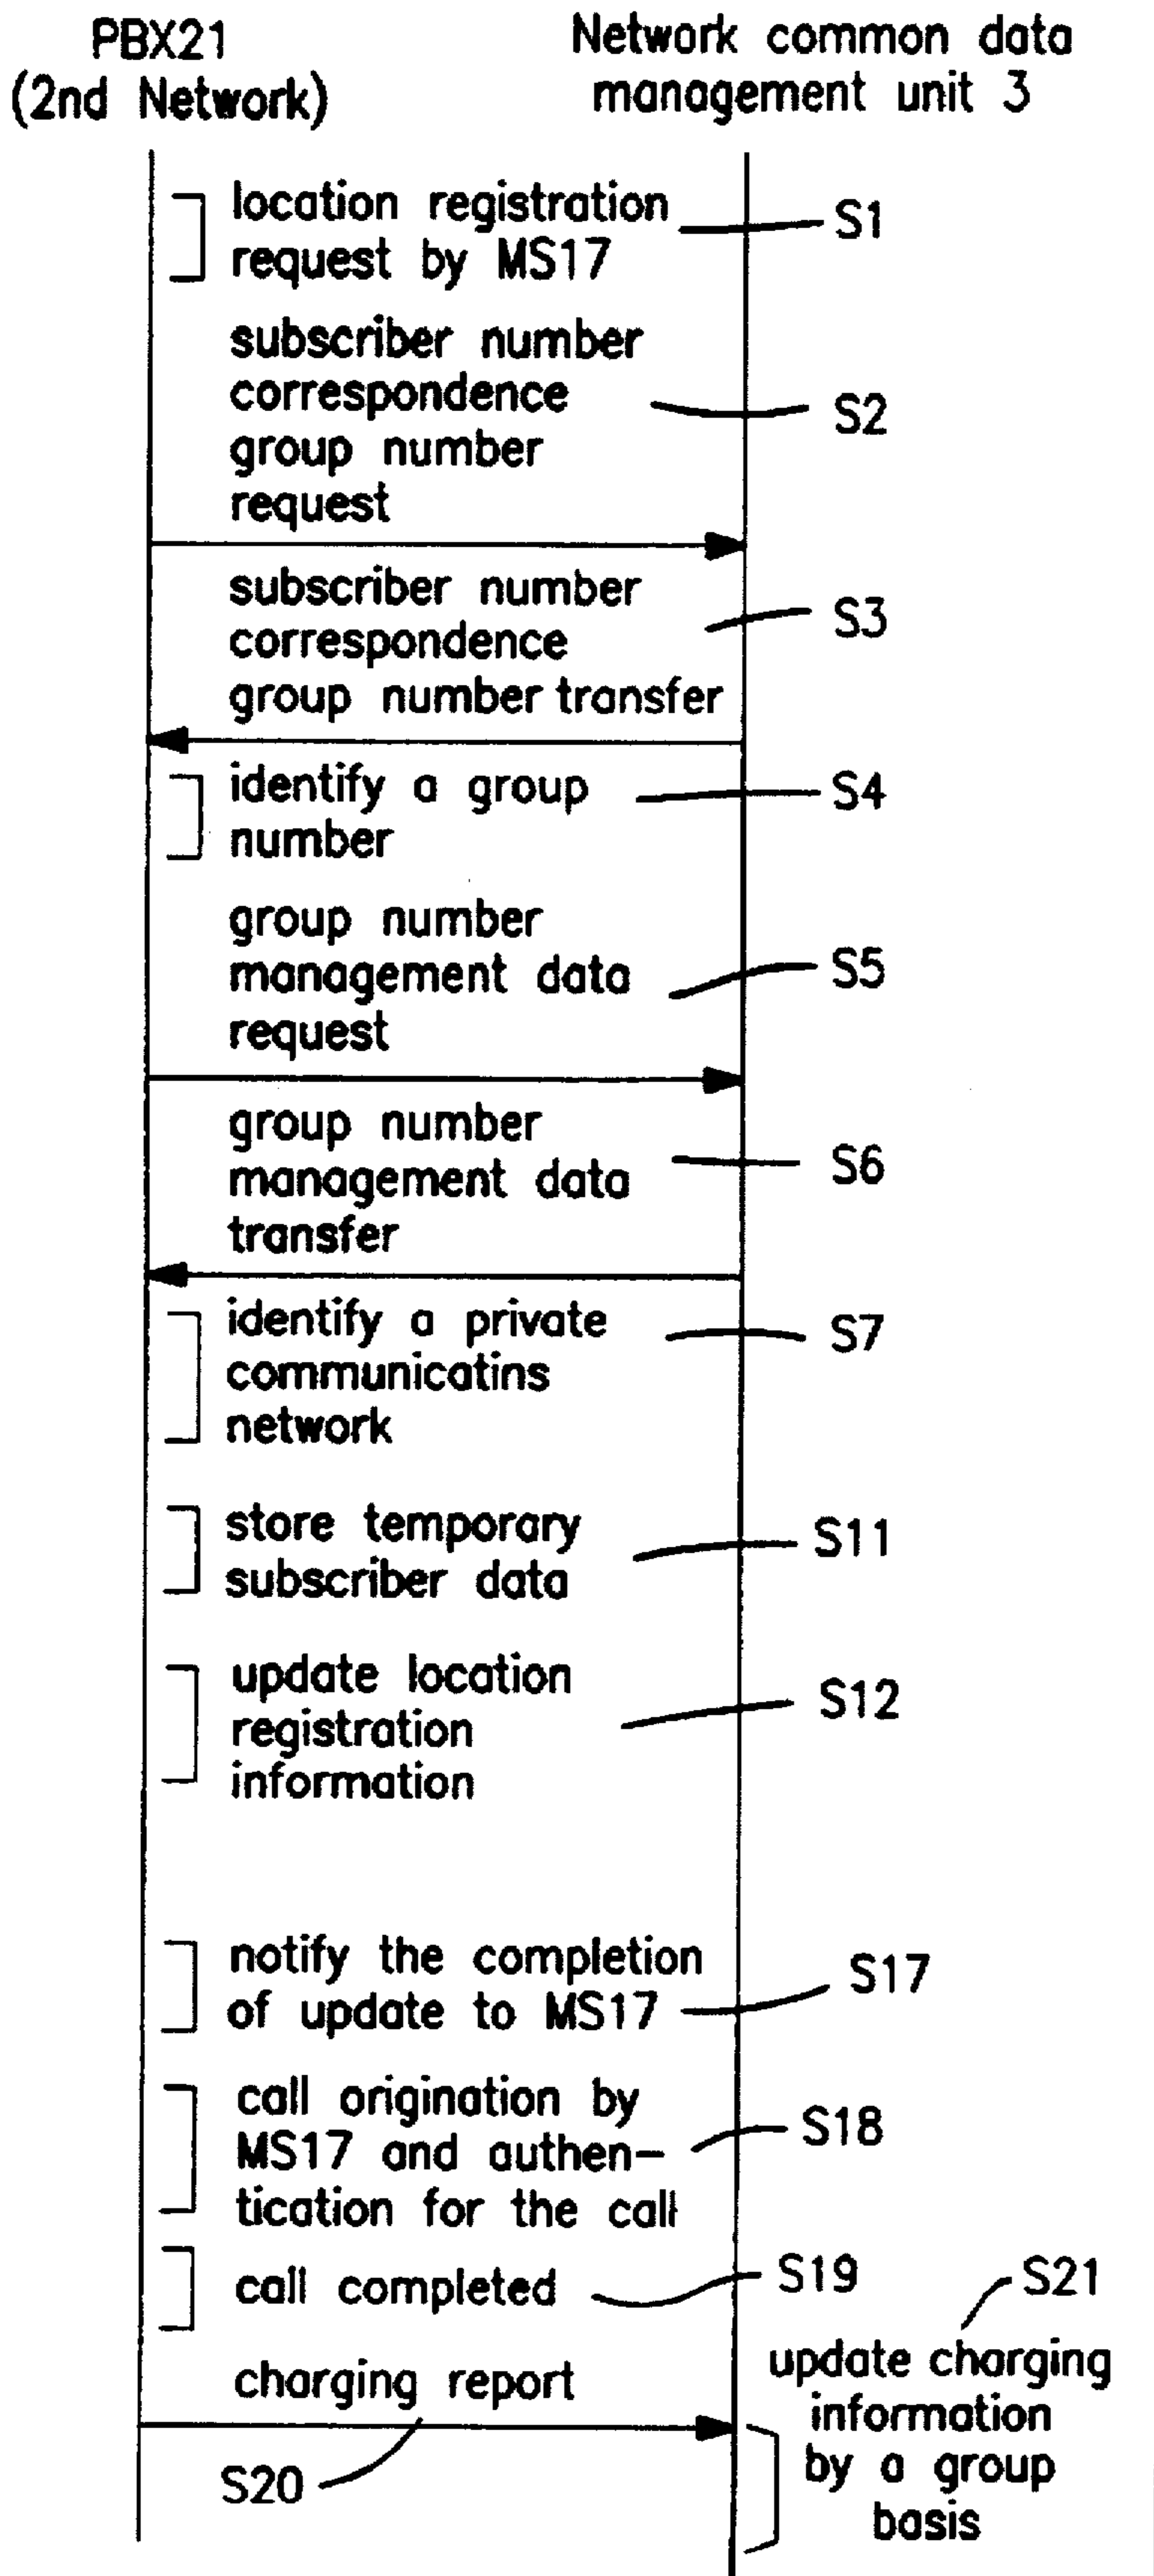 PBX21
(2nd Network)
Network common data
management unit 3
location registration
request by MS17
S1
subscriber number
correspondence
group number
request
S2
subscriber number
correspondence
group number transfer
S3
identify a group
number
S4
group number
management data
request
S5
group number
management data
transfer
S6
identify a private
communicatins
network
S7
store temporary
subscriber data
S11
update location
registration
information
S12
notify the completion
of update to MS17
S17
call origination by
MS17 and authen-
tication for the call
S18
call completed
S19
charging report
S20
S21
update charging
information
by a group
basis